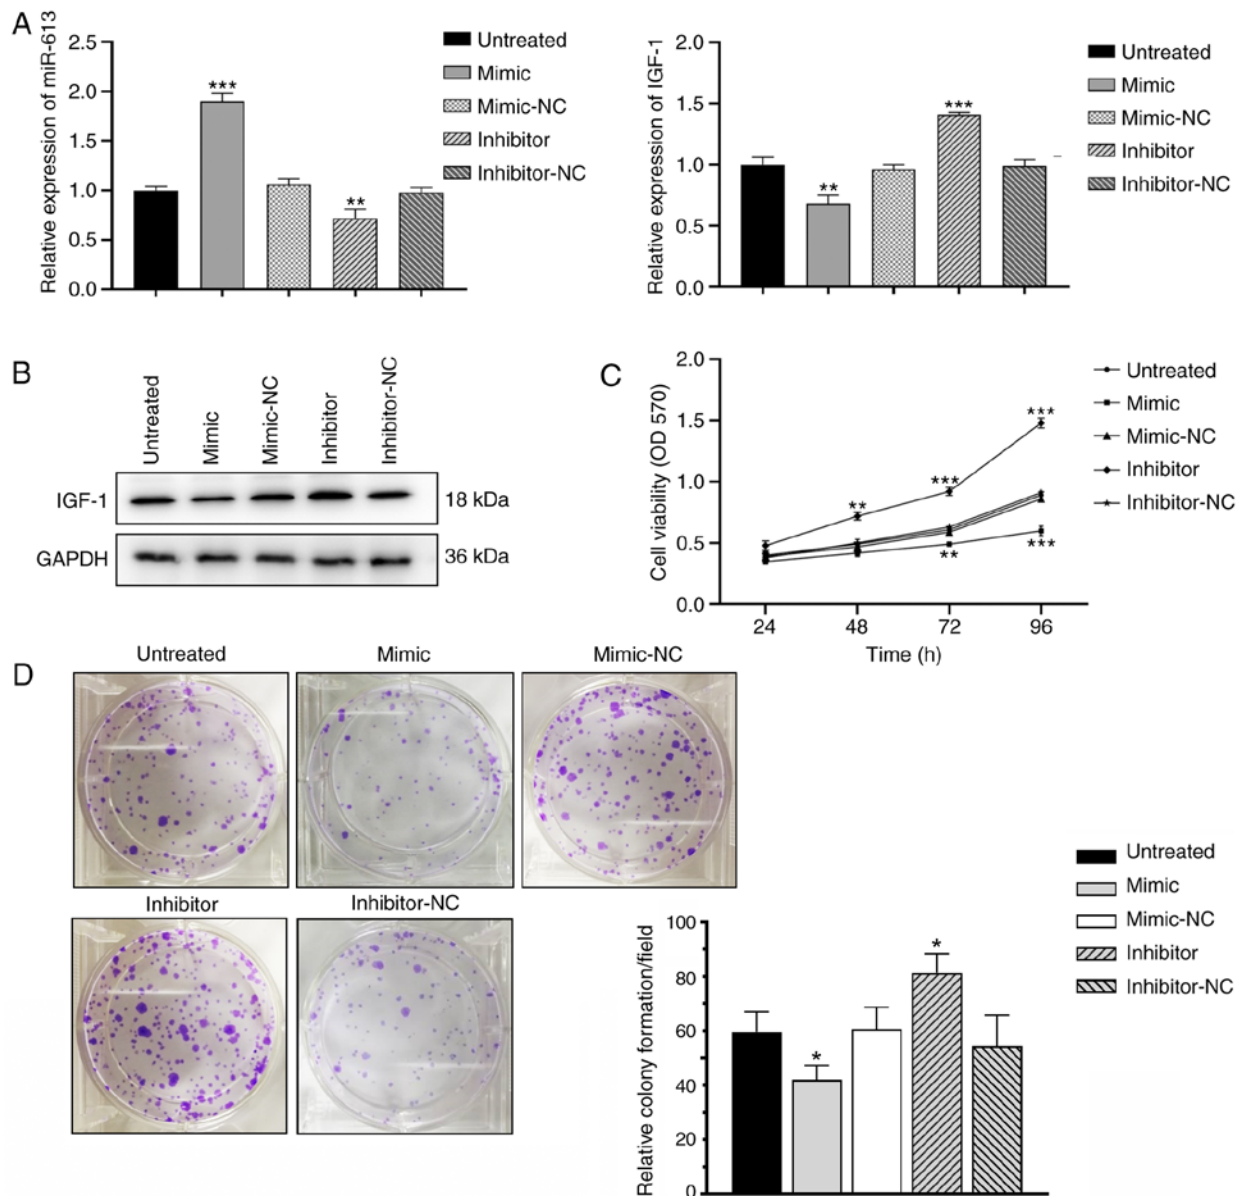 A
Relative expression of miR-613
2.5
2.0
1.5
1.0
0.5
0.0
***
**
Untreated
Mimic
Mimic-NC
Inhibitor
Inhibitor-NC
Relative expression of IGF-1
2.0
1.5
1.0
0.5
0.0
**
***
Untreated
Mimic
Mimic-NC
Inhibitor
Inhibitor-NC
B
Untreated
Mimic
Mimic-NC
Inhibitor
Inhibitor-NC
IGF-1
18 kDa
GAPDH
36 kDa
C
Cell viability (OD 570)
2.0
1.5
1.0
0.5
0.0
**
***
***
**
***
24
48
72
96
Time (h)
Untreated
Mimic
Mimic-NC
Inhibitor
Inhibitor-NC
D
Untreated
Mimic
Mimic-NC
Inhibitor
Inhibitor-NC
Relative colony formation/field
100
80
60
40
20
0
*
*
Untreated
Mimic
Mimic-NC
Inhibitor
Inhibitor-NC